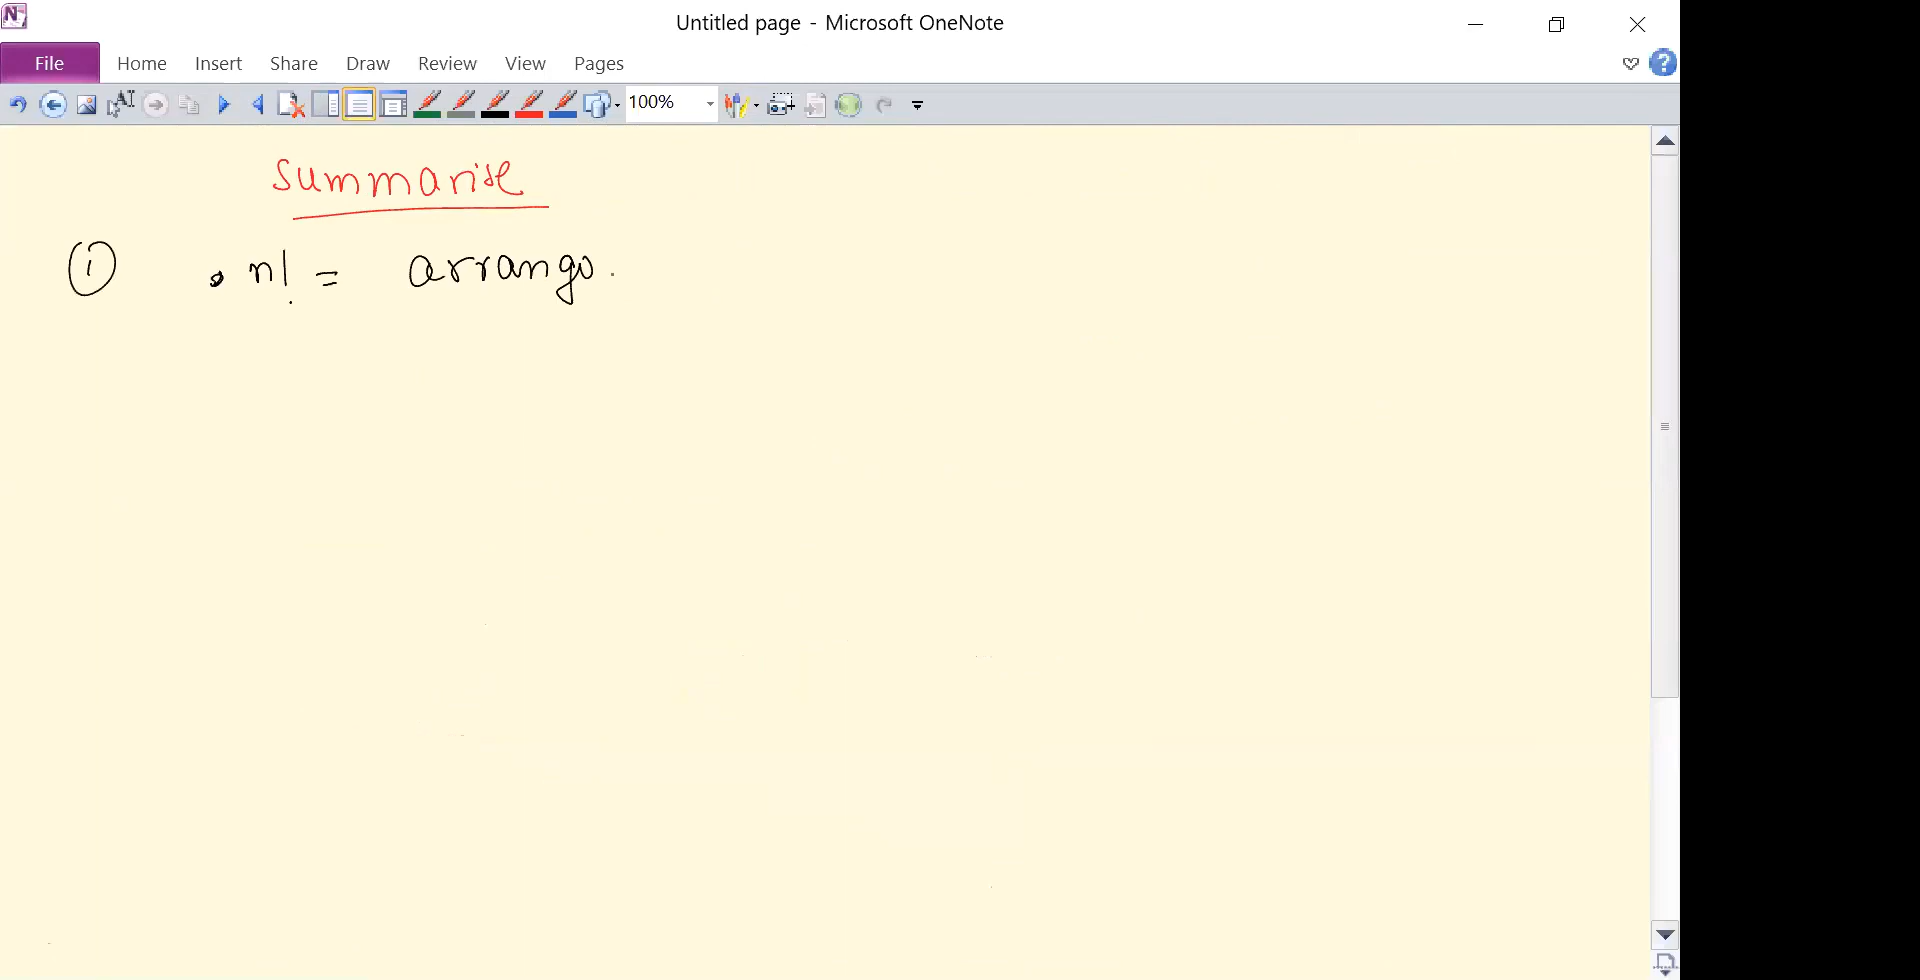 Untitled page - Microsoft OneNote
File Home Insert Share Draw Review View Pages
100%
Summarise
① • n! = arrange